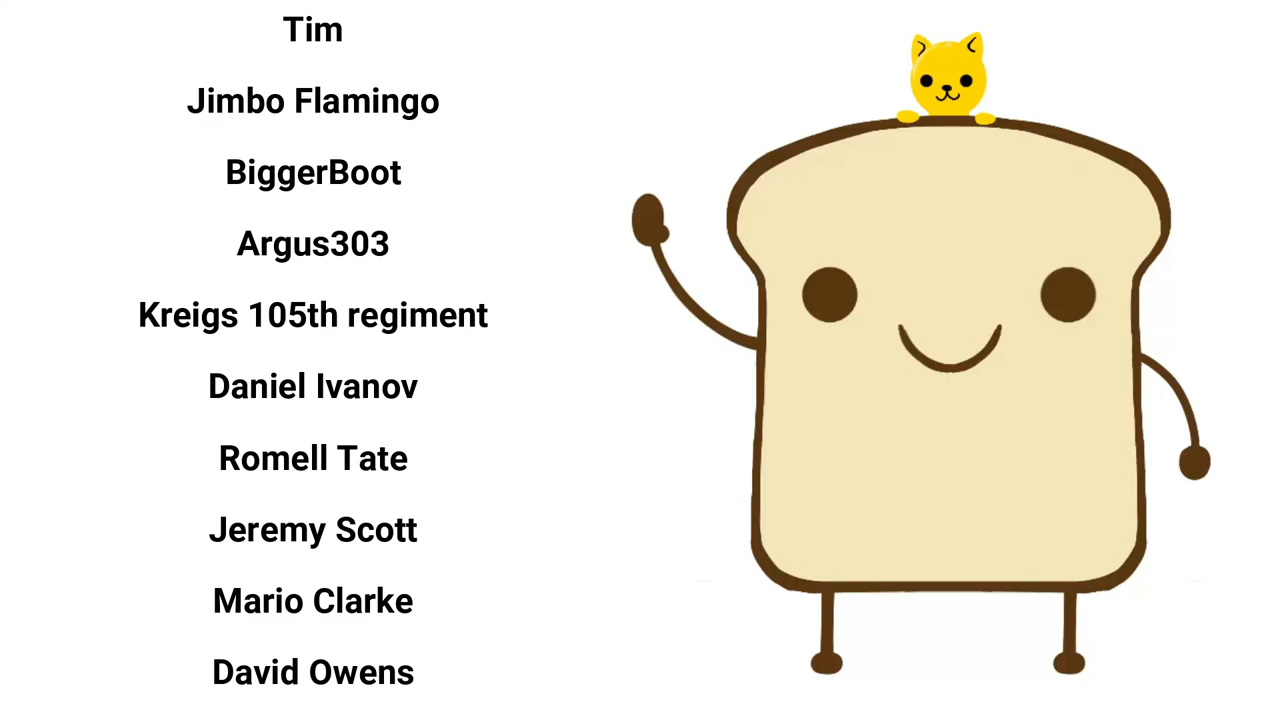 Tim
Jimbo Flamingo
BiggerBoot
Argus303
Kreigs 105th regiment
Daniel Ivanov
Romell Tate
Jeremy Scott
Mario Clarke
David Owens